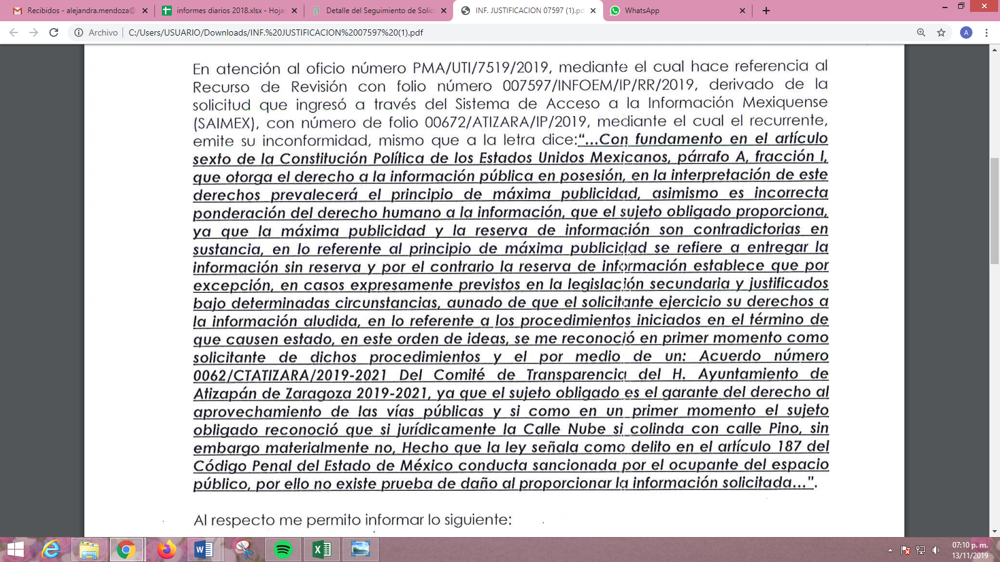 Recibidos - alejandra.mendoza@
informes diarios 2018.xlsx - Hoja
Detalle del Seguimiento de Solici
INF. JUSTIFICACION 07597 (1).pd
WhatsApp
Archivo
C:/Users/USUARIO/Downloads/INF.%20JUSTIFICACION%2007597%20(1).pdf
A
En atención al oficio número PMA/UTI/7519/2019, mediante el cual hace referencia al
Recurso de Revisión con folio número 007597/INFOEM/IP/RR/2019, derivado de la
solicitud que ingresó a través del Sistema de Acceso a la Información Mexiquense
(SAIMEX), con número de folio 00672/ATIZARA/IP/2019, mediante el cual el recurrente,
emite su inconformidad, mismo que a la letra dice:“...Con fundamento en el artículo
sexto de la Constitución Política de los Estados Unidos Mexicanos, párrafo A, fracción I,
que otorga el derecho a la información pública en posesión, en la interpretación de este
derechos prevalecerá el principio de máxima publicidad, asimismo es incorrecta
ponderación del derecho humano a la información, que el sujeto obligado proporciona,
ya que la máxima publicidad y la reserva de información son contradictorias en
sustancia, en lo referente al principio de máxima publicidad se refiere a entregar la
información sin reserva y por el contrario la reserva de información establece que por
excepción, en casos expresamente previstos en la legislación secundaria y justificados
bajo determinadas circunstancias, aunado de que el solicitante ejercicio su derechos a
la información aludida, en lo referente a los procedimientos iniciados en el término de
que causen estado, en este orden de ideas, se me reconoció en primer momento como
solicitante de dichos procedimientos y el por medio de un: Acuerdo número
0062/CTATIZARA/2019-2021 Del Comité de Transparencia del H. Ayuntamiento de
Atizapán de Zaragoza 2019-2021, ya que el sujeto obligado es el garante del derecho al
aprovechamiento de las vías públicas y si como en un primer momento el sujeto
obligado reconoció que si jurídicamente la Calle Nube si colinda con calle Pino, sin
embargo materialmente no, Hecho que la ley señala como delito en el artículo 187 del
Código Penal del Estado de México conducta sancionada por el ocupante del espacio
público, por ello no existe prueba de daño al proporcionar la información solicitada...”.
Al respecto me permito informar lo siguiente:
07:10 p. m.
13/11/2019